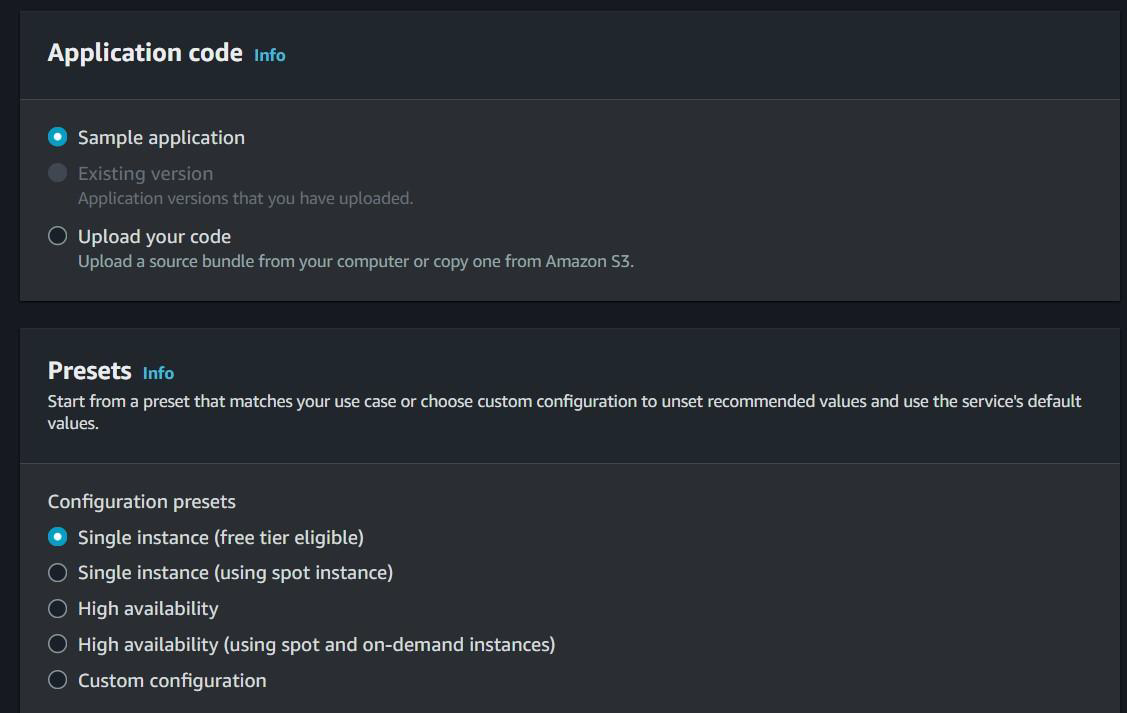 Application code Info
Sample application
Existing version
Application versions that you have uploaded.
Upload your code
Upload a source bundle from your computer or copy one from Amazon S3.
Presets Info
Start from a preset that matches your use case or choose custom configuration to unset recommended values and use the service's default
values.
Configuration presets
Single instance (free tier eligible)
Single instance (using spot instance)
High availability
High availability (using spot and on-demand instances)
Custom configuration